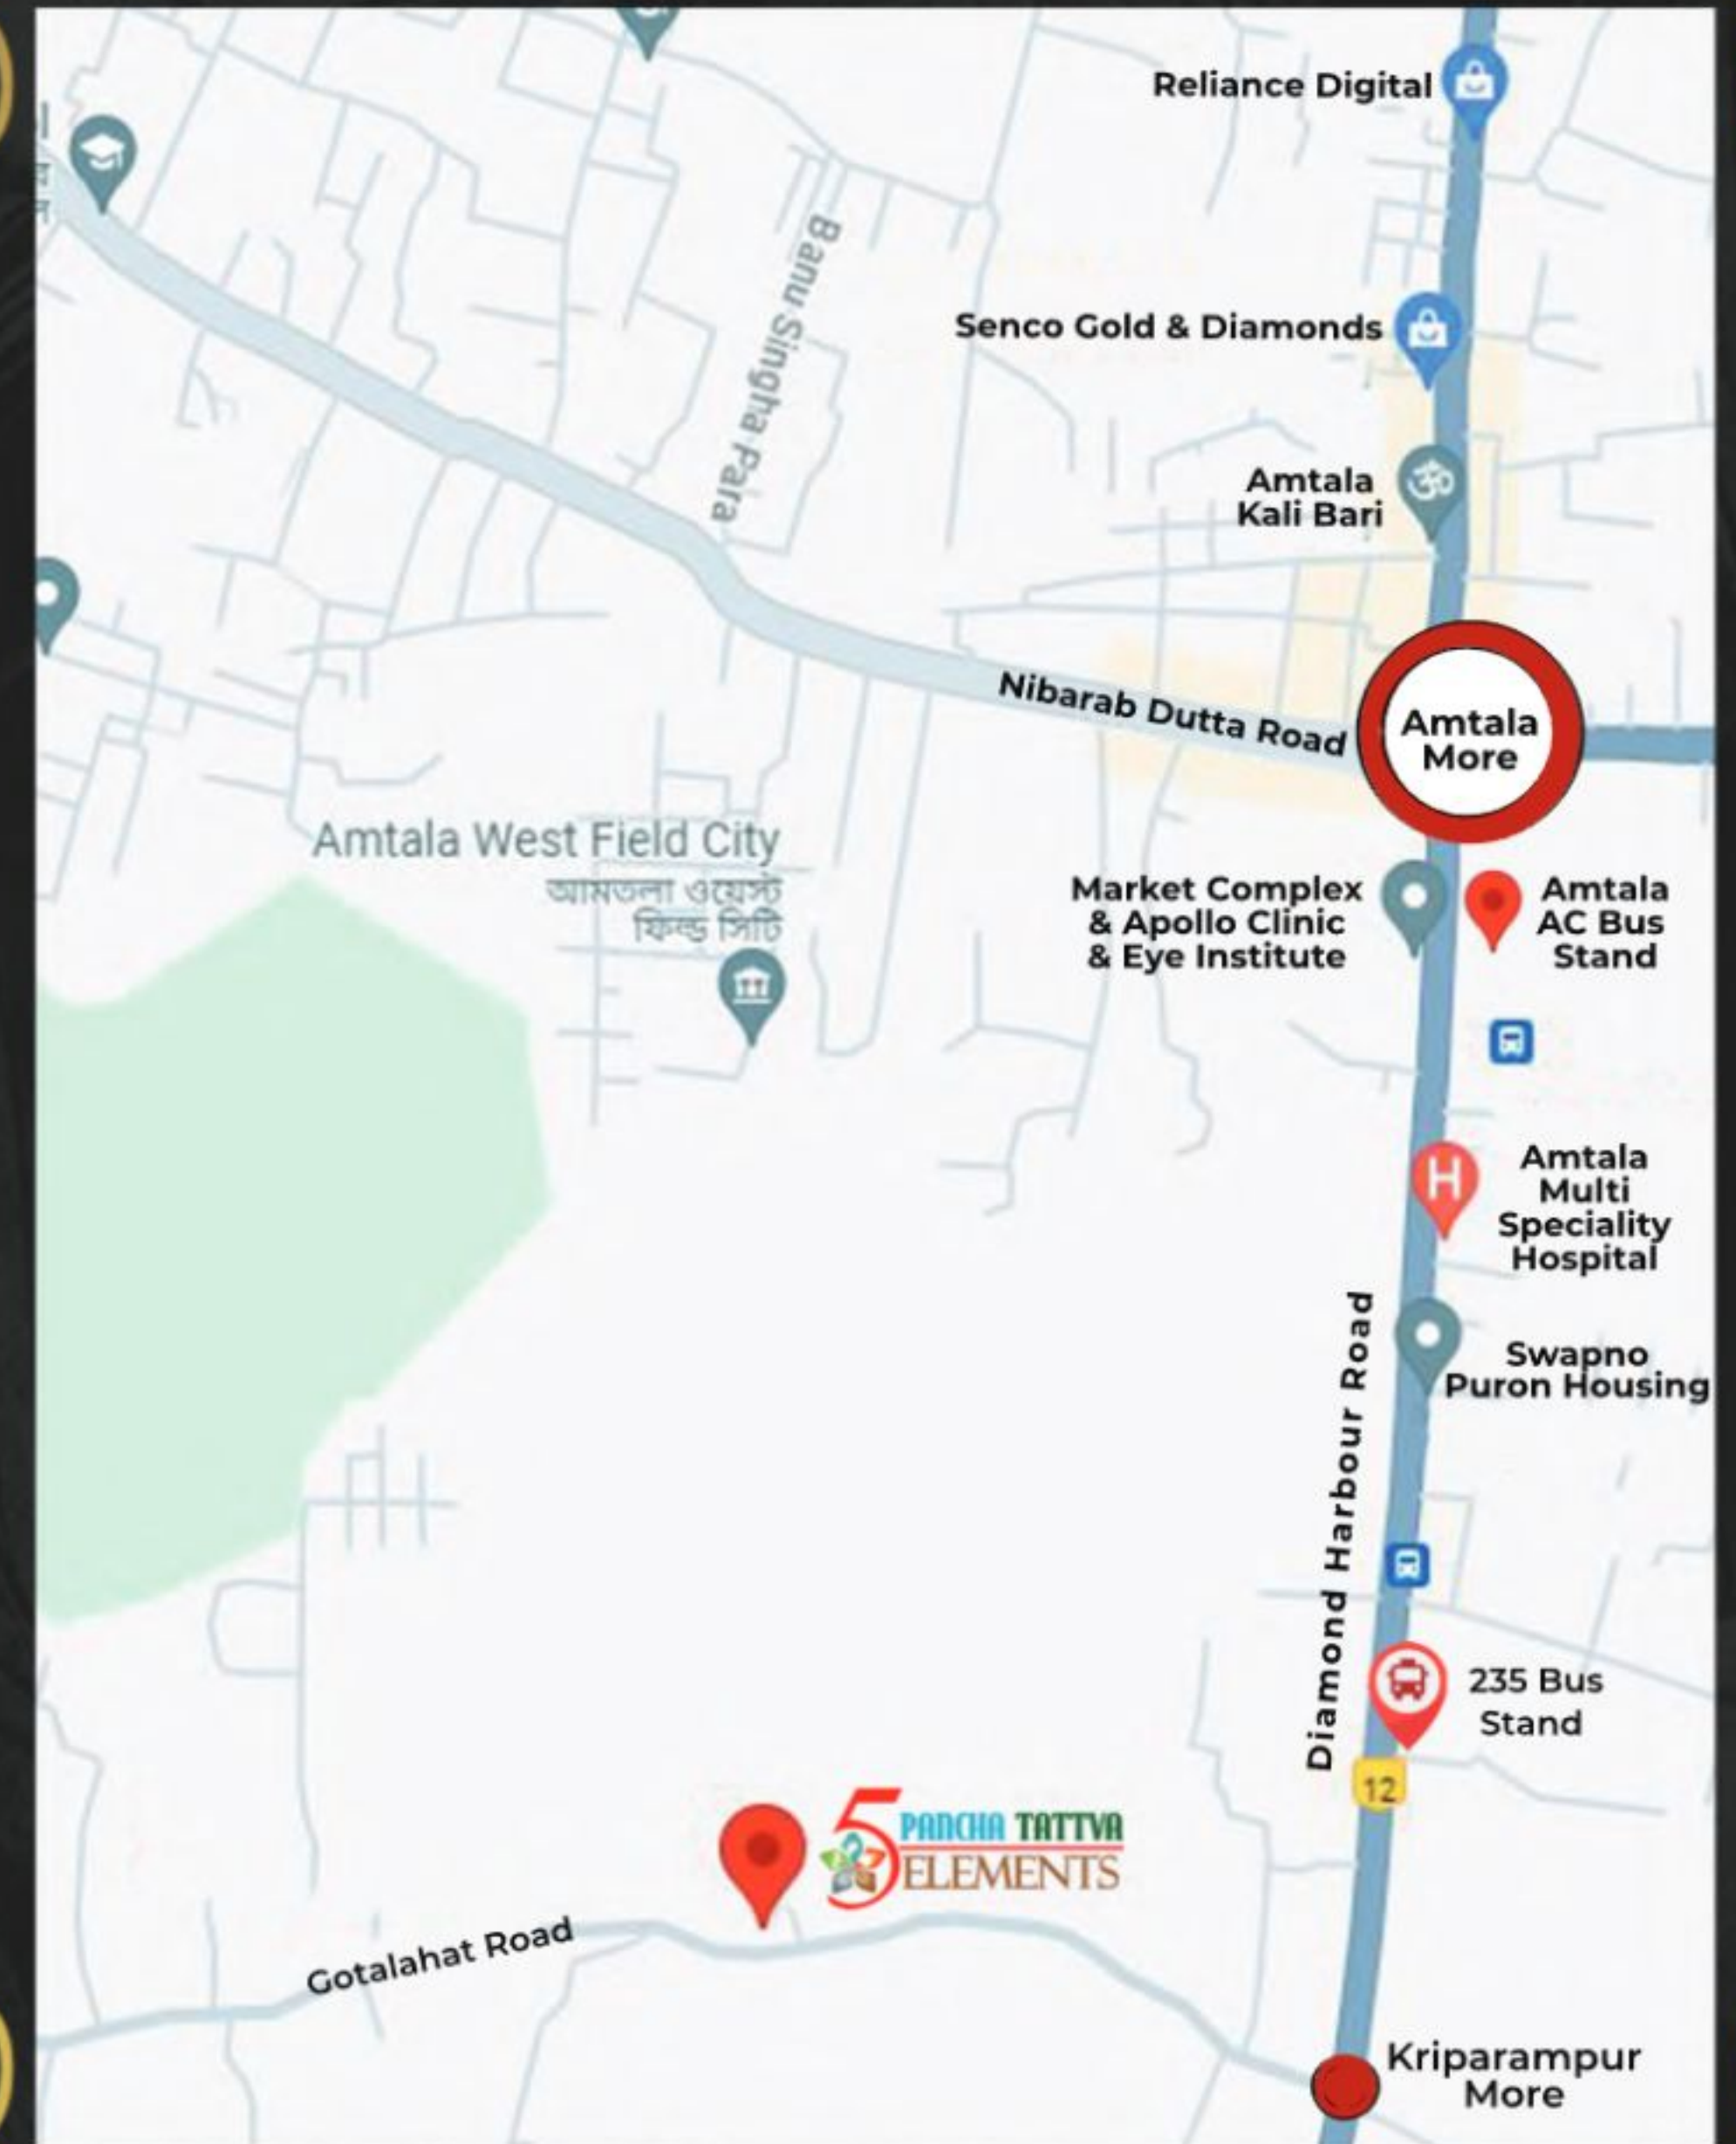 Reliance Digital
Banu Singha Para
Senco Gold & Diamonds
Amtala
Kali Bari
Nibarab Dutta Road
Amtala
More
Amtala West Field City
আমতলা ওয়েস্ট
ফিল্ড সিটি
Market Complex
& Apollo Clinic
& Eye Institute
Amtala
AC Bus
Stand
H
Amtala
Multi
Speciality
Hospital
Swapno
Puron Housing
Diamond Harbour Road
235 Bus
Stand
12
5
PANCHA TATTVA
ELEMENTS
Gotalahat Road
Kriparampur
More